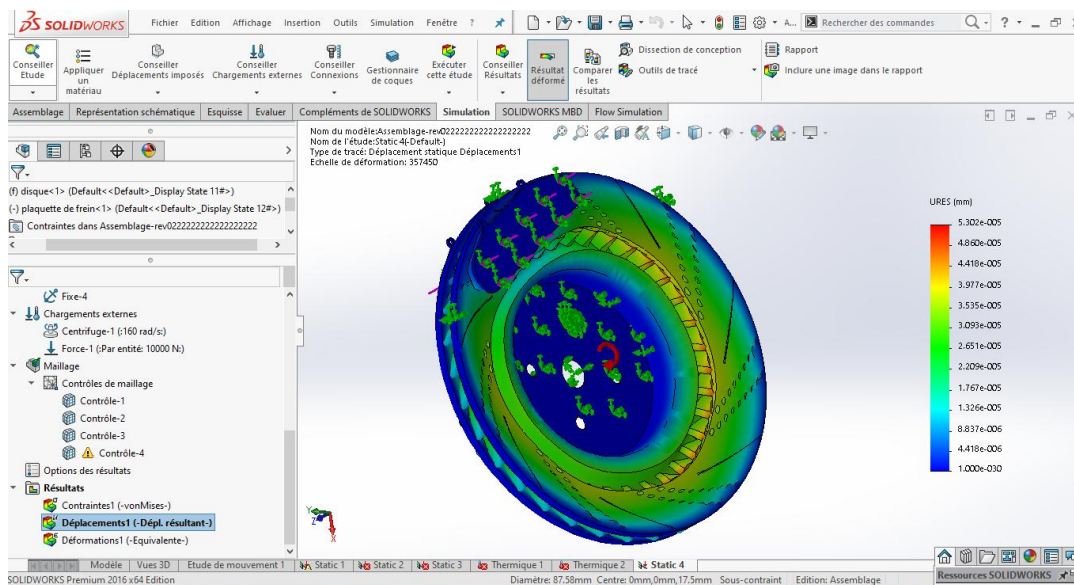 SOLIDWORKS
Fichier Edition Affichage Insertion Outils Simulation Fenêtre ?
A...
Rechercher des commandes
Conseiller Etude
Appliquer un matériau
Conseiller Déplacements imposés
Conseiller Chargements externes
Conseiller Connexions
Gestionnaire de coques
Exécuter cette étude
Conseiller Résultats
Résultat déformé
Comparer les résultats
Dissection de conception
Outils de tracé
Rapport
Inclure une image dans le rapport
Assemblage Représentation schématique Esquisse Evaluer Compléments de SOLIDWORKS Simulation SOLIDWORKS MBD Flow Simulation
(f) disque<1> (Default<<Default>_Display State 11#>)
(-) plaquette de frein<1> (Default<<Default>_Display State 12#>)
Contraintes dans Assemblage-rev0222222222222222222
Fixe-4
Chargements externes
Centrifuge-1 (:160 rad/s:)
Force-1 (:Par entité: 10000 N:)
Maillage
Contrôles de maillage
Contrôle-1
Contrôle-2
Contrôle-3
Contrôle-4
Options des résultats
Résultats
Contraintes1 (-vonMises-)
Déplacements1 (-Dépl. résultant-)
Déformations1 (-Equivalente-)
Nom du modèle:Assemblage-rev0222222222222222222
Nom de l'étude:Static 4(-Default-)
Type de tracé: Déplacement statique Déplacements1
Echelle de déformation: 357450
URES (mm)
5.302e-005
4.860e-005
4.418e-005
3.977e-005
3.535e-005
3.093e-005
2.651e-005
2.209e-005
1.767e-005
1.326e-005
8.837e-006
4.418e-006
1.000e-030
Y
Z
X
Modèle Vues 3D Etude de mouvement 1 Static 1 Static 2 Static 3 Thermique 1 Thermique 2 Static 4
Ressources SOLIDWORKS
SOLIDWORKS Premium 2016 x64 Edition
Diamètre: 87.58mm Centre: 0mm,0mm,17.5mm Sous-contraint Edition: Assemblage